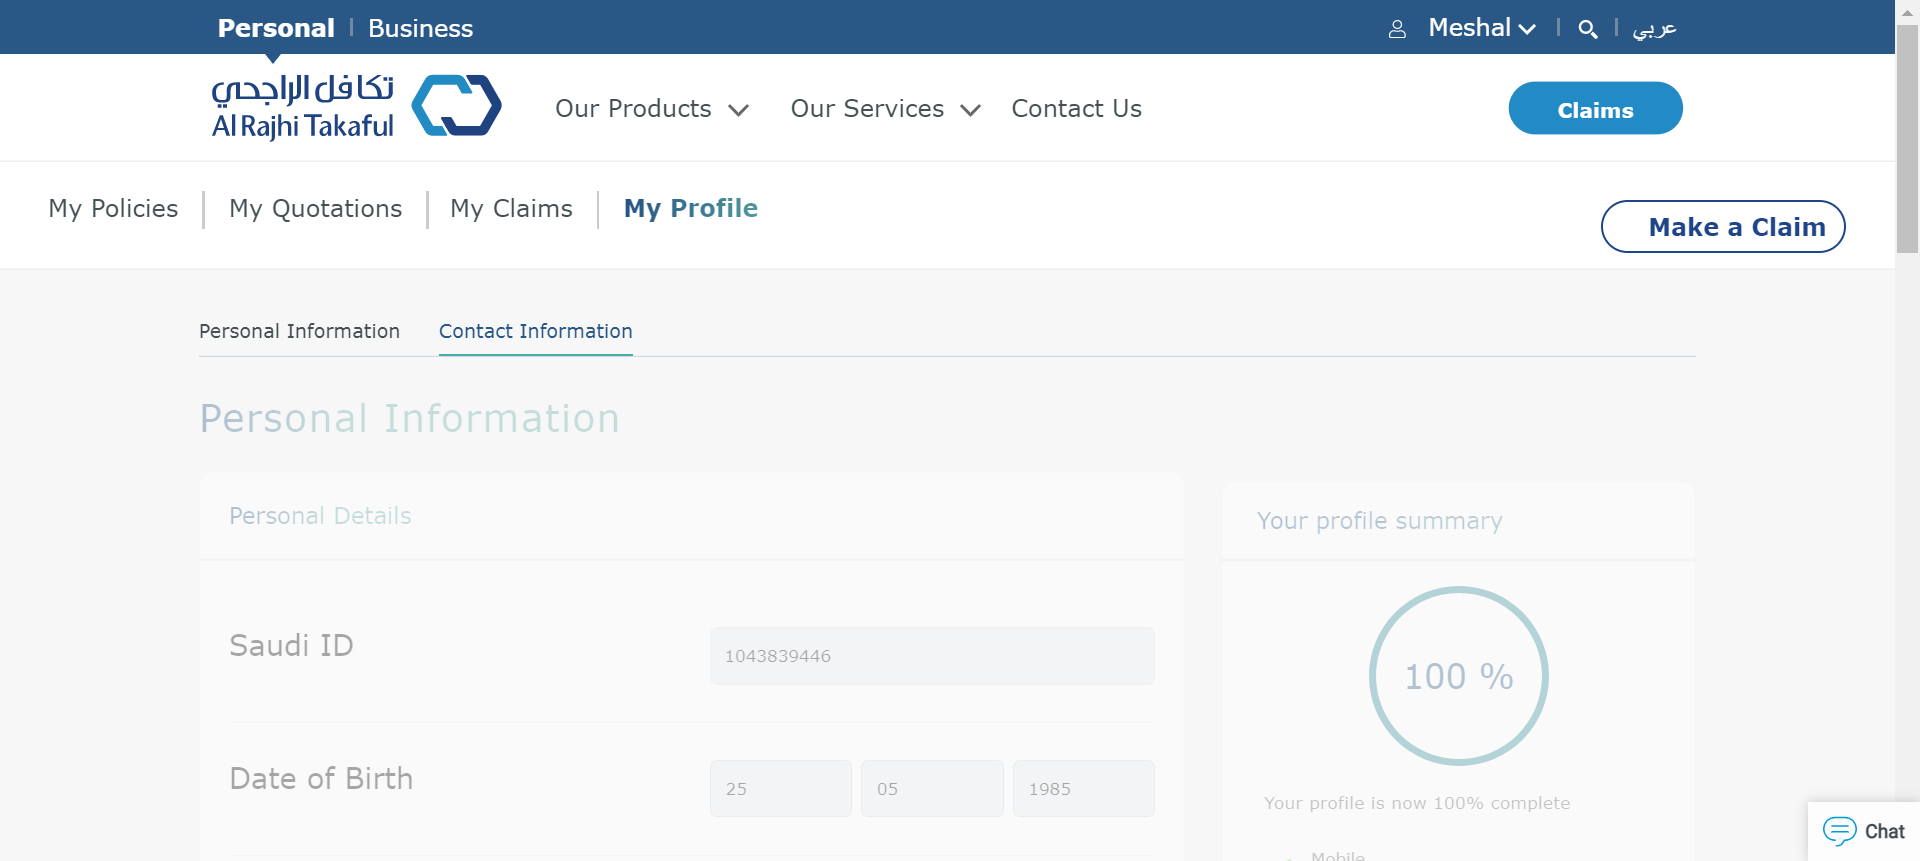 Personal
Business
Meshal
عربي
تكافل الراجحي
Al Rajhi Takaful
Our Products
Our Services
Contact Us
Claims
My Policies
My Quotations
My Claims
My Profile
Make a Claim
Personal Information
Contact Information
Personal Information
Personal Details
Saudi ID
1043839446
Date of Birth
25
05
1985
Your profile summary
100 %
Your profile is now 100% complete
Mobile
Chat